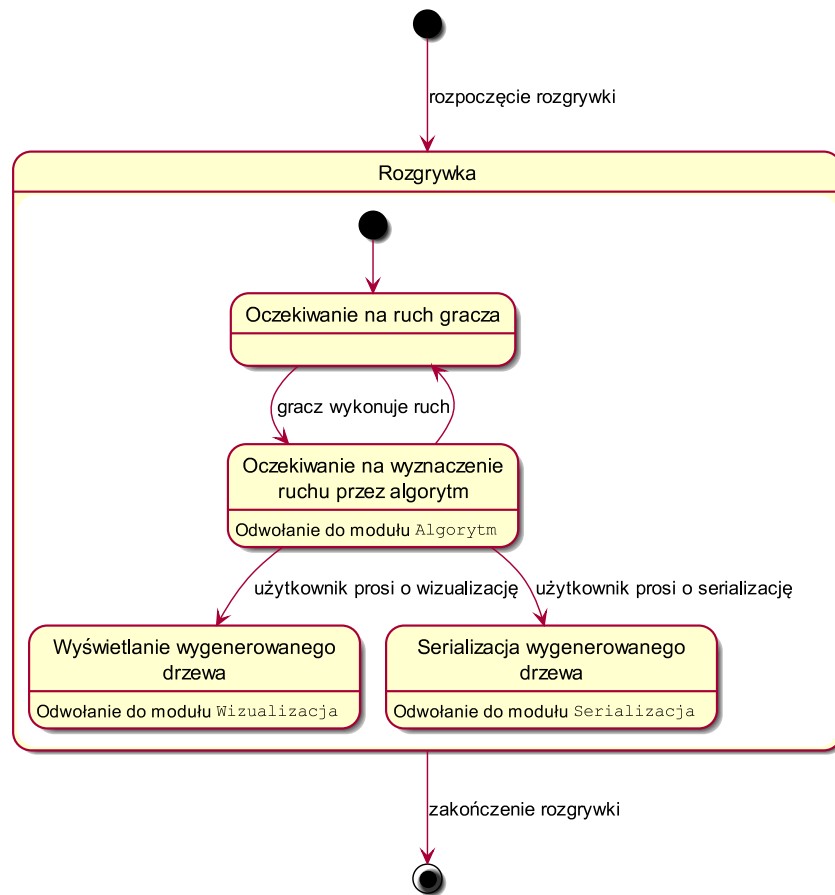 rozpoczęcie rozgrywki
Rozgrywka
Oczekiwanie na ruch gracza
gracz wykonuje ruch
Oczekiwanie na wyznaczenie
ruchu przez algorytm
Odwołanie do modułu Algorytm
użytkownik prosi o wizualizację
użytkownik prosi o serializację
Wyświetlanie wygenerowanego
drzewa
Odwołanie do modułu Wizualizacja
Serializacja wygenerowanego
drzewa
Odwołanie do modułu Serializacja
zakończenie rozgrywki